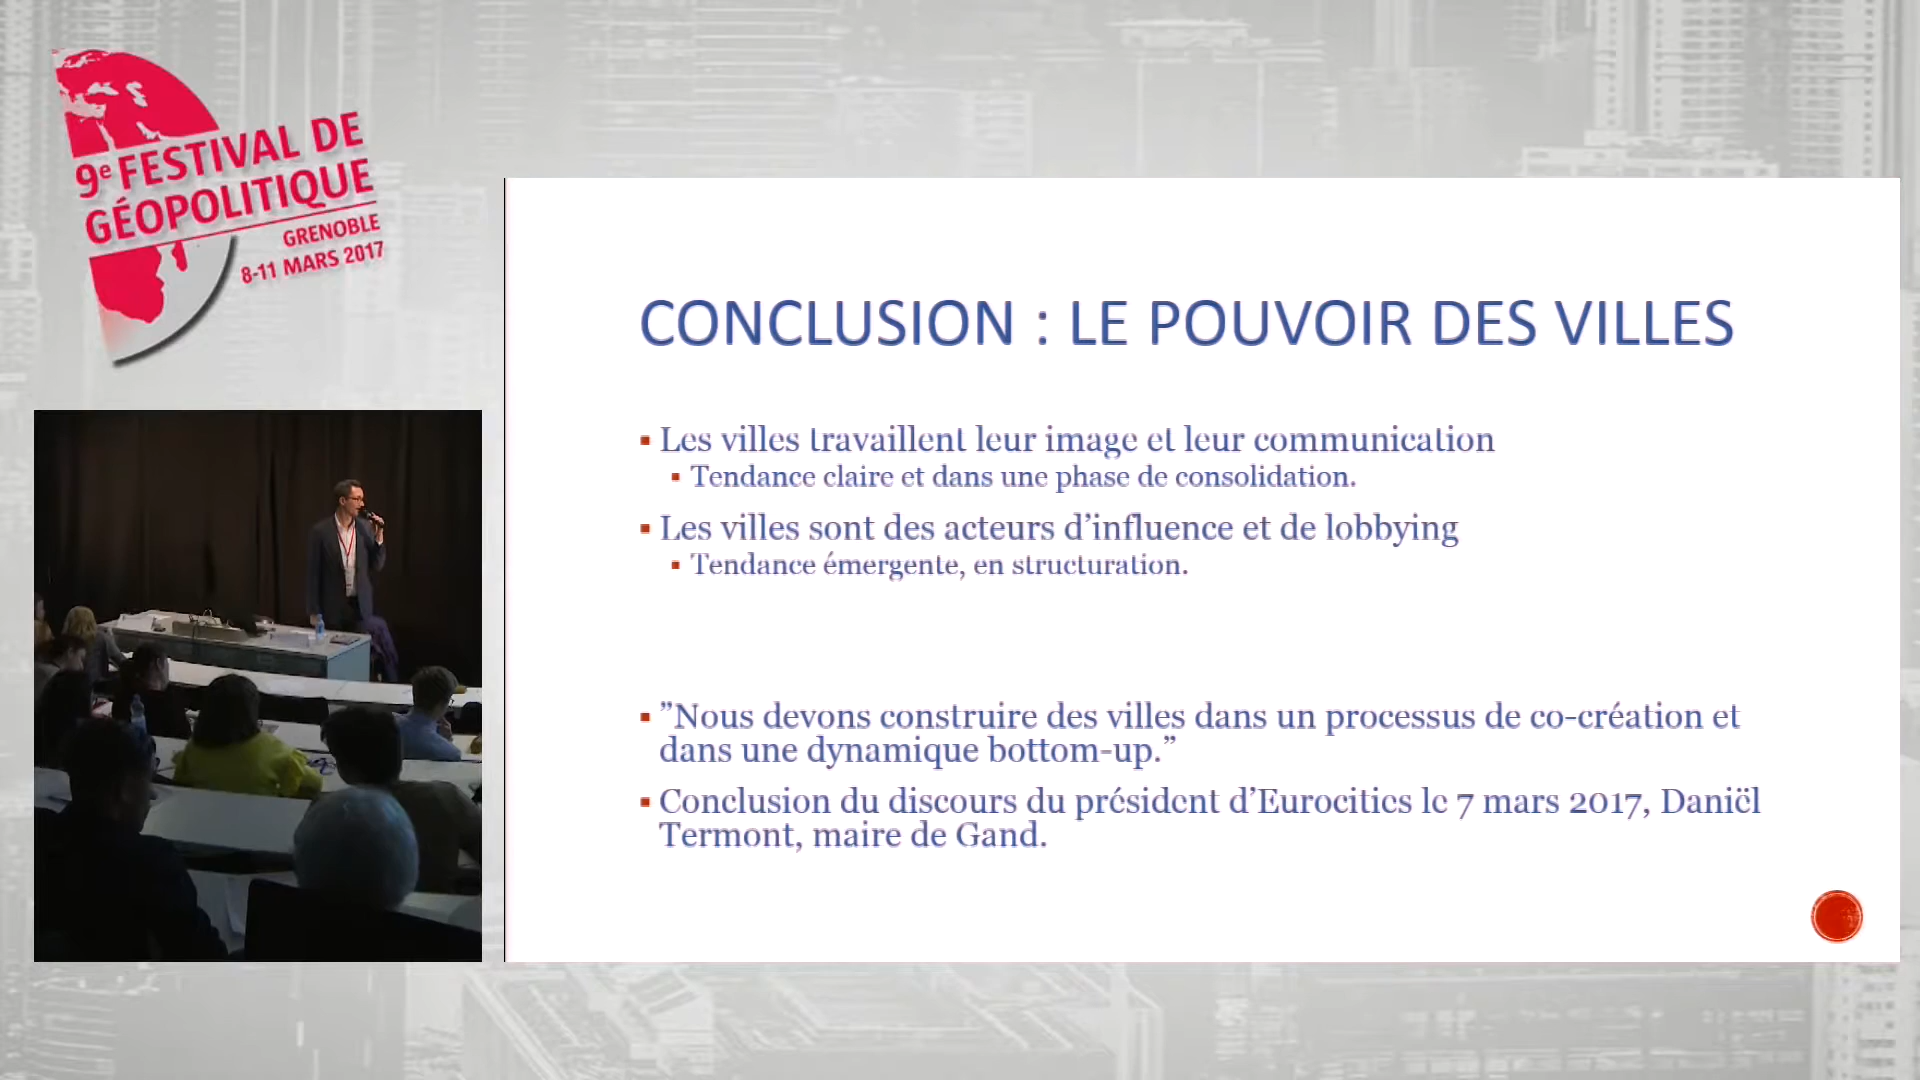 9e FESTIVAL DE
GÉOPOLITIQUE
GRENOBLE
8-11 MARS 2017
CONCLUSION : LE POUVOIR DES VILLES
▪ Les villes travaillent leur image et leur communication
▪ Tendance claire et dans une phase de consolidation.
▪ Les villes sont des acteurs d’influence et de lobbying
▪ Tendance émergente, en structuration.
▪ ”Nous devons construire des villes dans un processus de co-création et
dans une dynamique bottom-up.”
▪ Conclusion du discours du président d’Eurocities le 7 mars 2017, Daniël
Termont, maire de Gand.